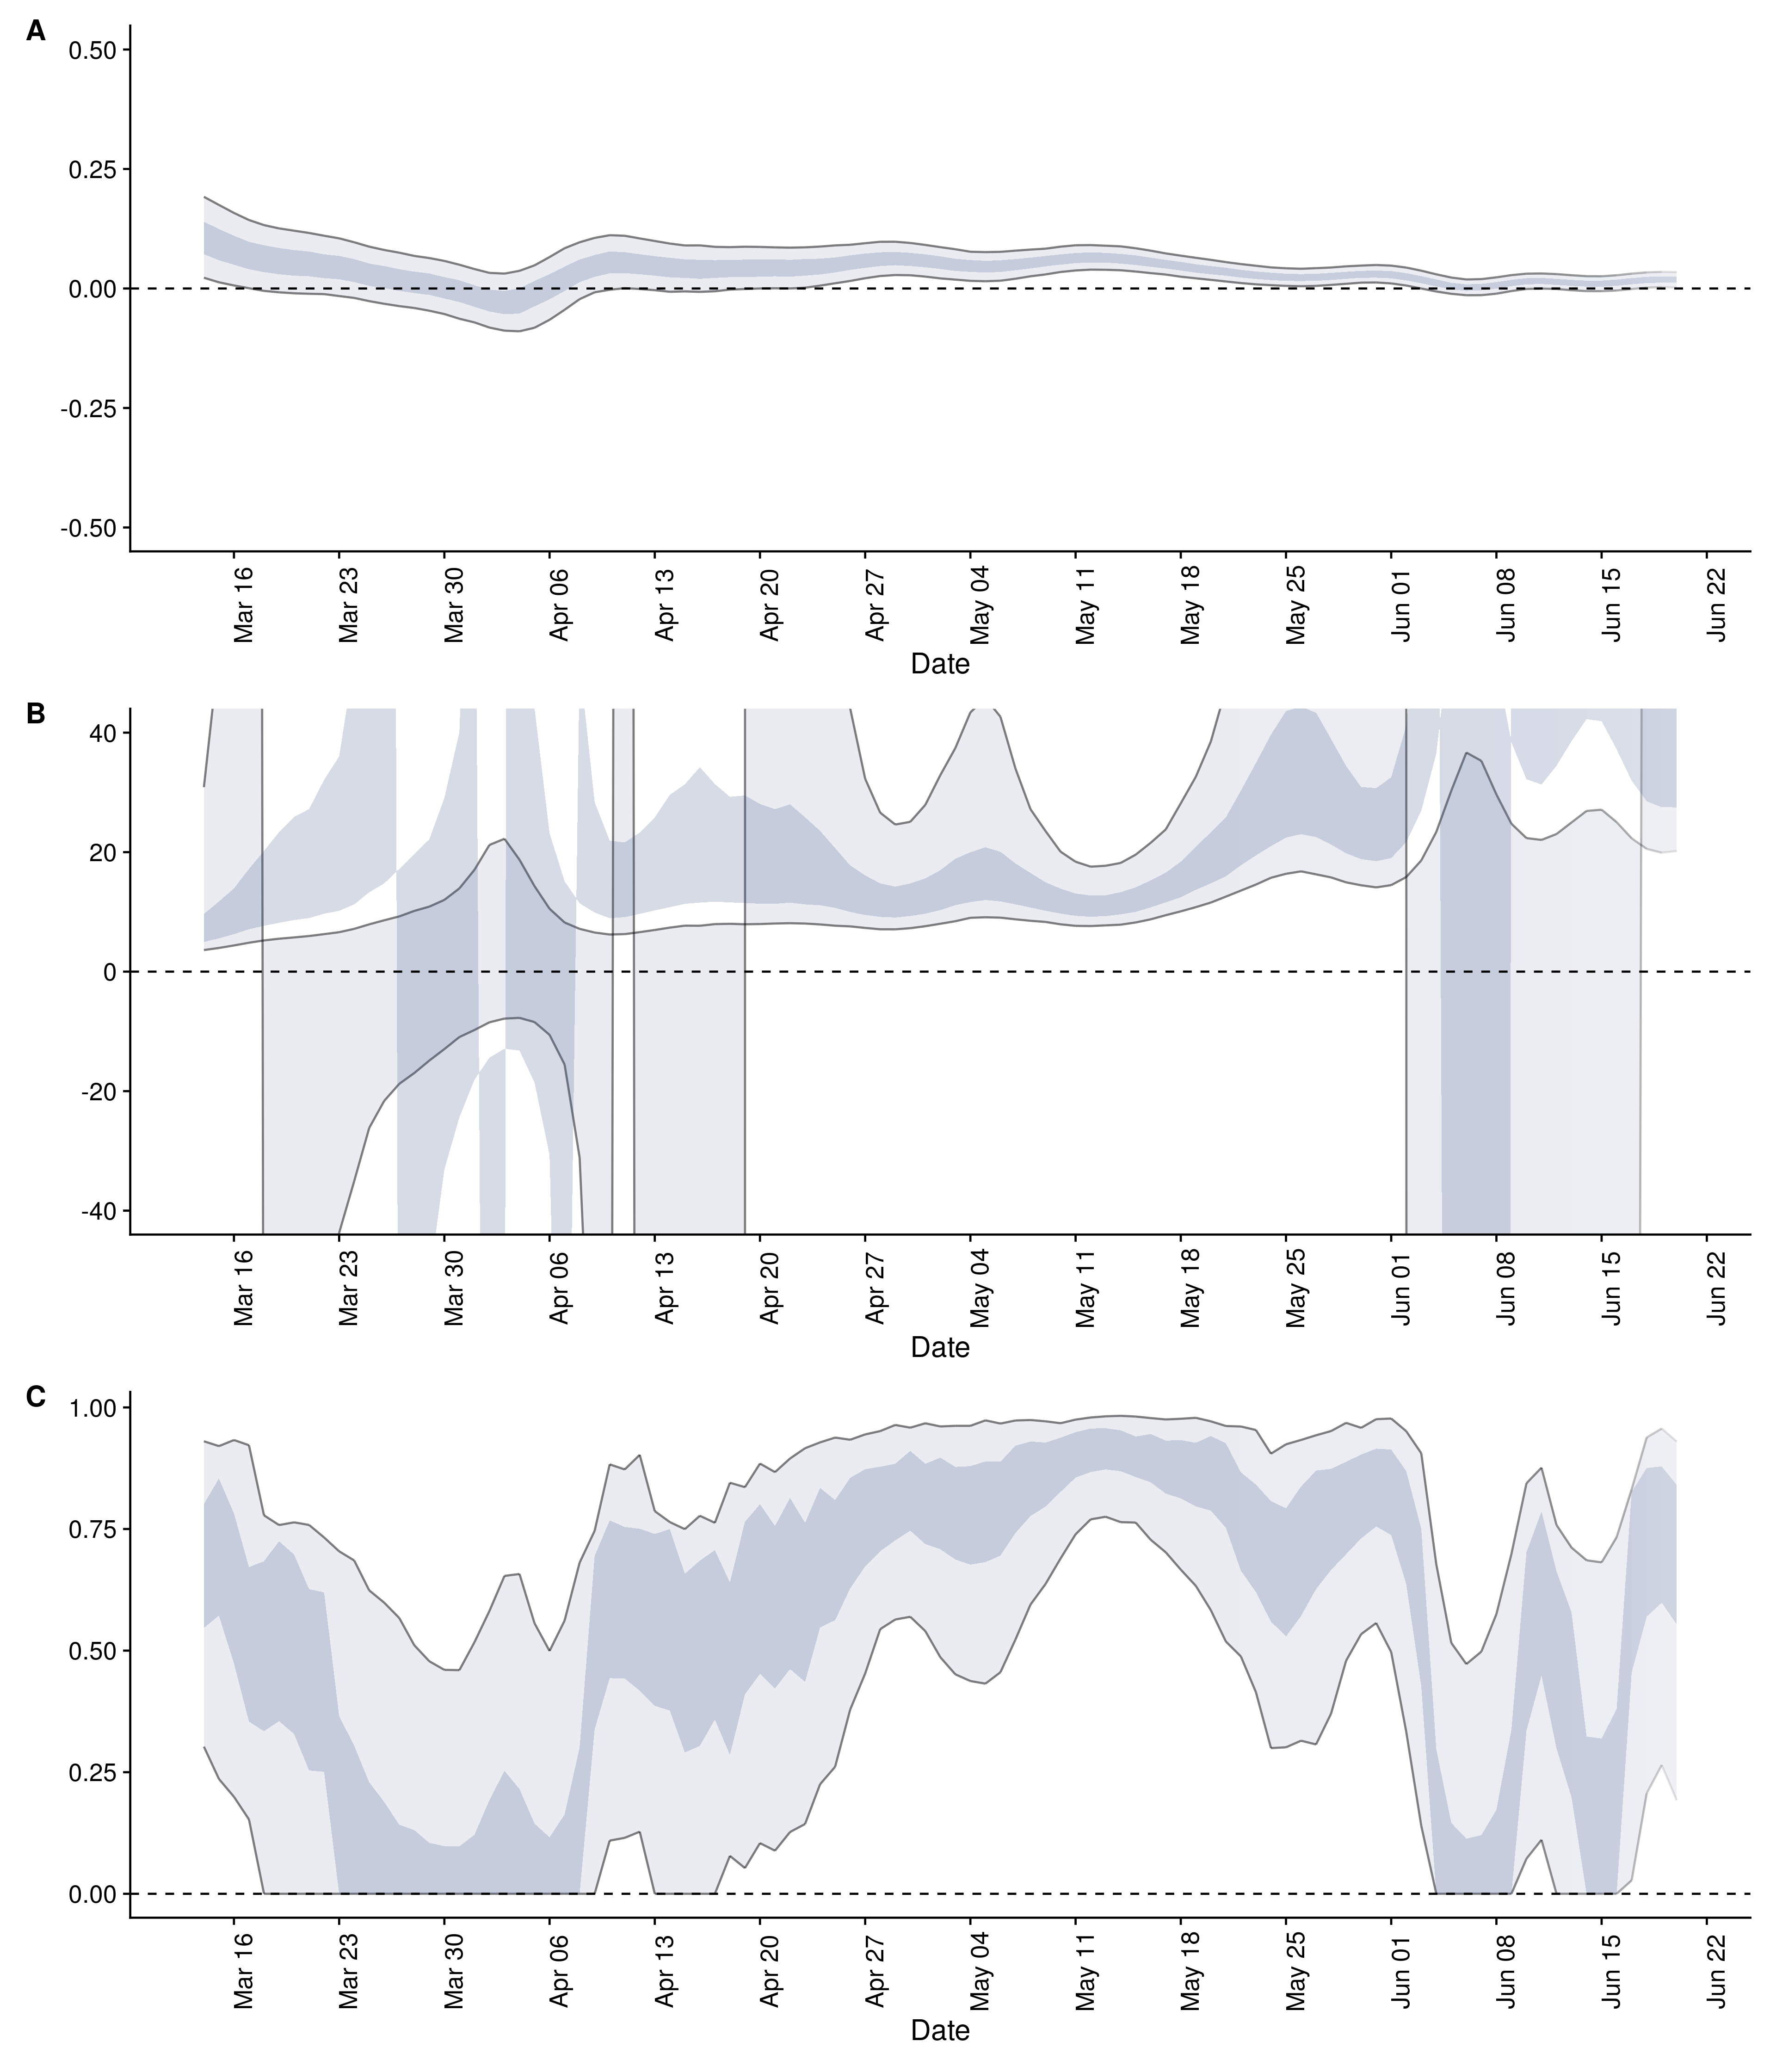 A
0.50
0.25
0.00
-0.25
-0.50
Mar 16
Mar 23
Mar 30
Apr 06
Apr 13
Apr 20
Apr 27
May 04
May 11
May 18
May 25
Jun 01
Jun 08
Jun 15
Jun 22
Date
B
40
20
0
-20
-40
Mar 16
Mar 23
Mar 30
Apr 06
Apr 13
Apr 20
Apr 27
May 04
May 11
May 18
May 25
Jun 01
Jun 08
Jun 15
Jun 22
Date
C
1.00
0.75
0.50
0.25
0.00
Mar 16
Mar 23
Mar 30
Apr 06
Apr 13
Apr 20
Apr 27
May 04
May 11
May 18
May 25
Jun 01
Jun 08
Jun 15
Jun 22
Date